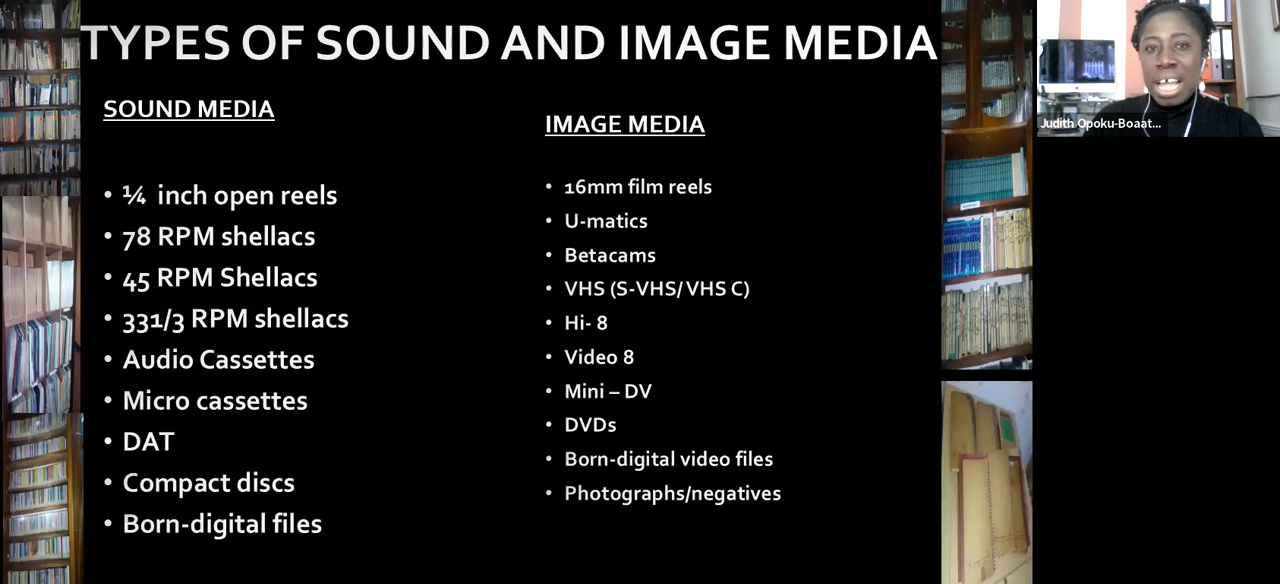 TYPES OF SOUND AND IMAGE MEDIA
SOUND MEDIA
• ¼ inch open reels
• 78 RPM shellacs
• 45 RPM Shellacs
• 331/3 RPM shellacs
• Audio Cassettes
• Micro cassettes
• DAT
• Compact discs
• Born-digital files
IMAGE MEDIA
• 16mm film reels
• U-matics
• Betacams
• VHS (S-VHS/ VHS C)
• Hi- 8
• Video 8
• Mini – DV
• DVDs
• Born-digital video files
• Photographs/negatives
Judith Opoku-Boaat...